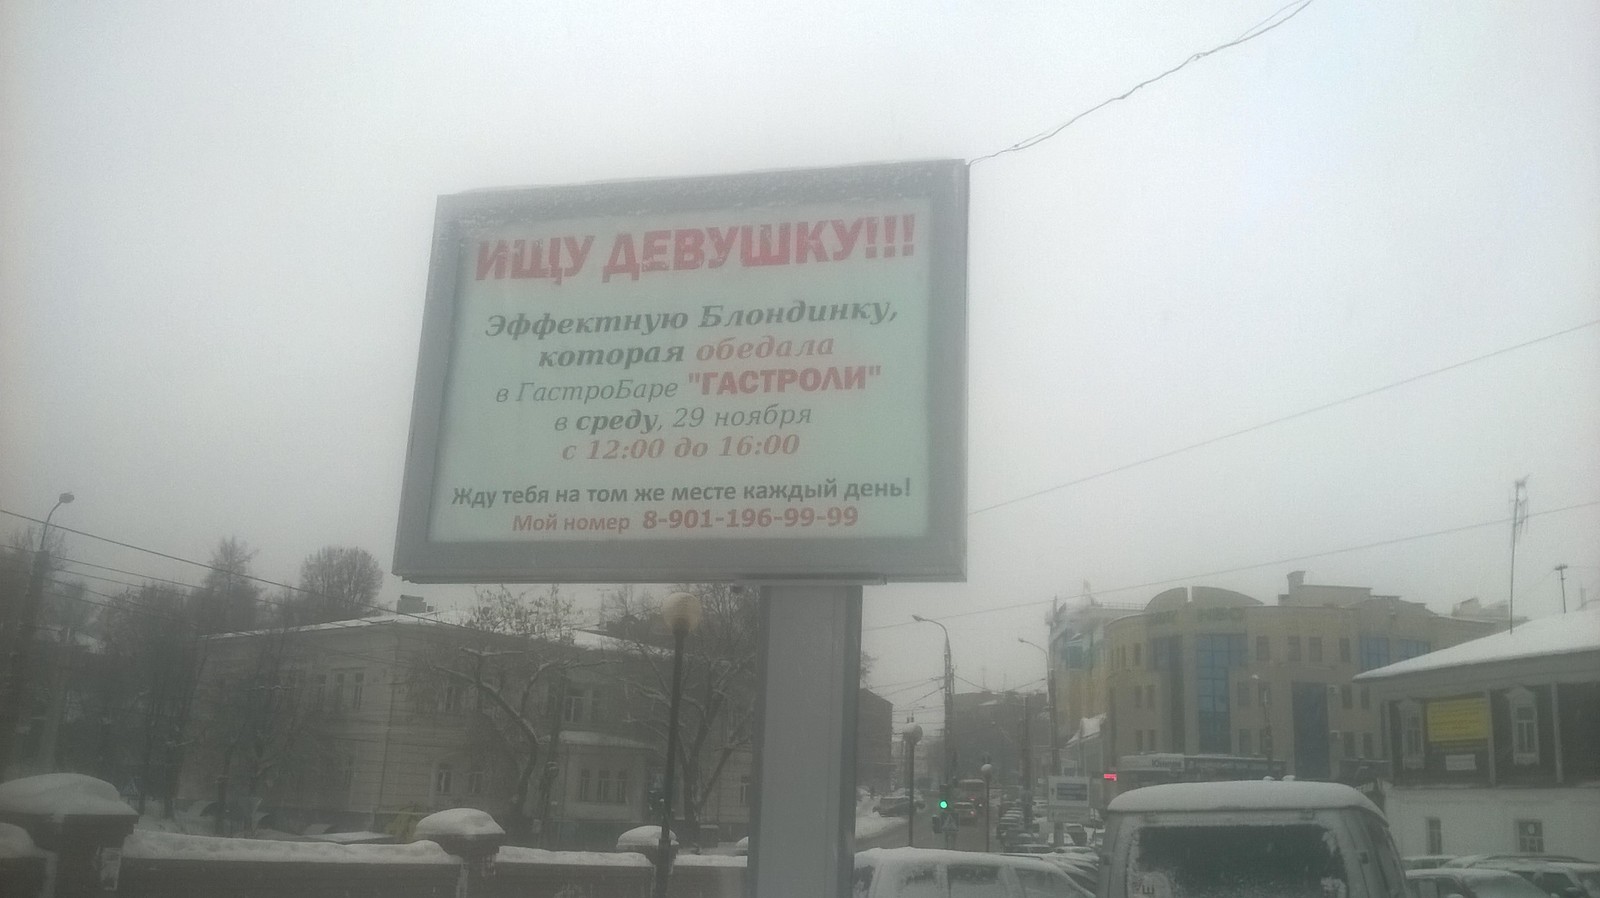 ИЩУ ДЕВУШКУ!!!
Эффектную Блондинку,
которая обедала
в ГастроБаре "ГАСТРОЛИ"
в среду, 29 ноября
с 12:00 до 16:00
Жду тебя на том же месте каждый день!
Мой номер 8-901-196-99-99